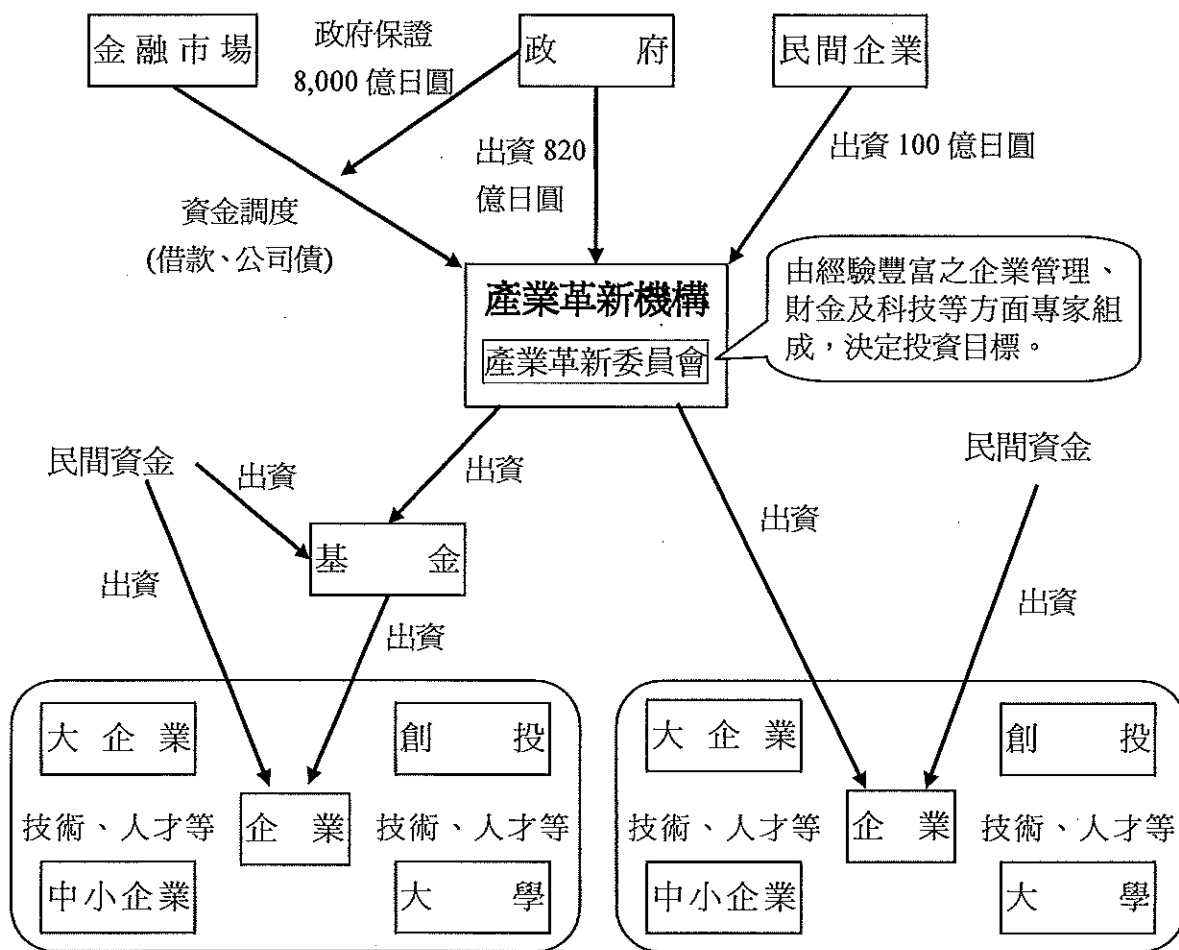 金融市場
政府保證
8,000 億日圓
政 府
民間企業
出資 820
億日圓
出資 100 億日圓
資金調度
(借款、公司債)
產業革新機構
產業革新委員會
由經驗豐富之企業管理、
財金及科技等方面專家組
成，決定投資目標。
民間資金
出資
出資
出資
民間資金
基 金
出資
出資
出資
大 企 業
創 投
技術、人才等
企 業
技術、人才等
中小企業
大 學
大 企 業
創 投
技術、人才等
企 業
技術、人才等
中小企業
大 學